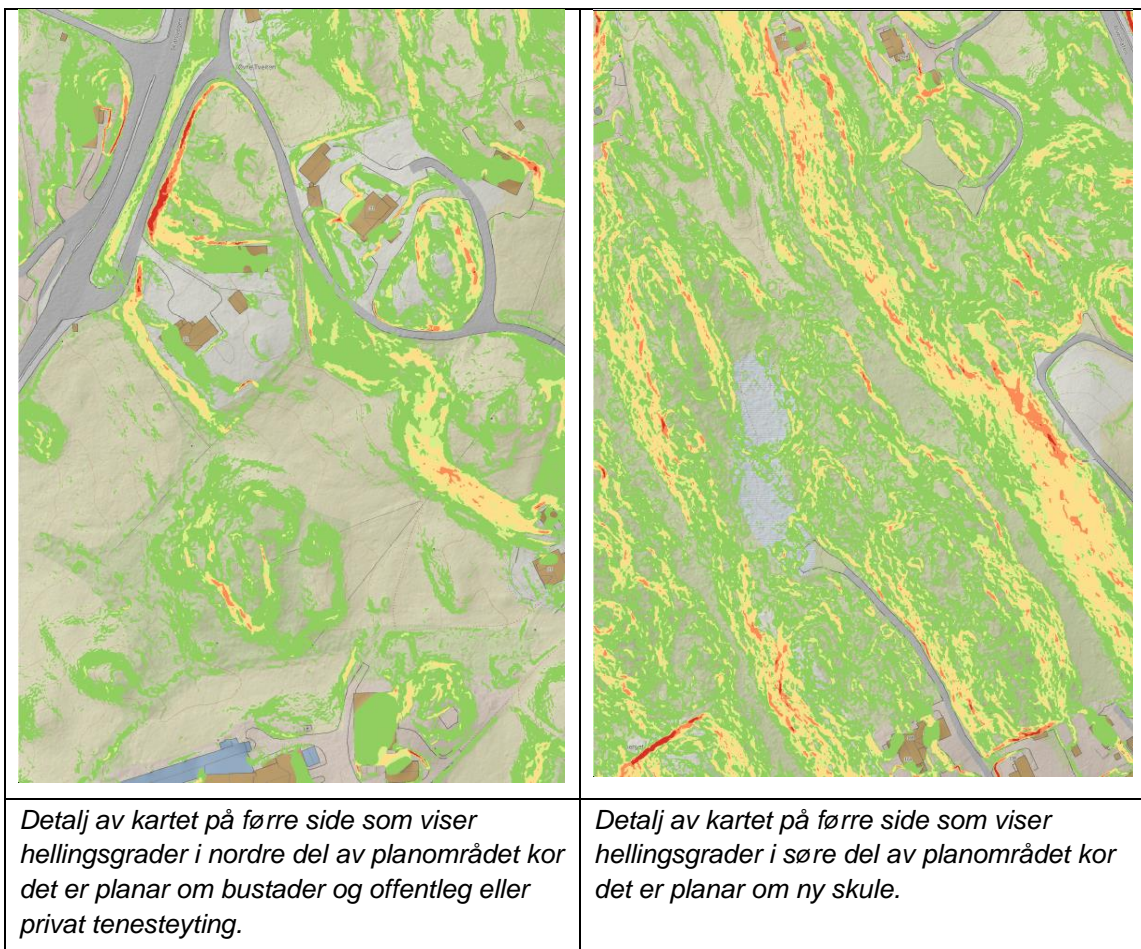 Detalj av kartet på førre side som viser
hellingsgrader i nordre del av planområdet kor
det er planar om bustader og offentleg eller
privat tenesteyting.
Detalj av kartet på førre side som viser
hellingsgrader i søre del av planområdet kor
det er planar om ny skule.